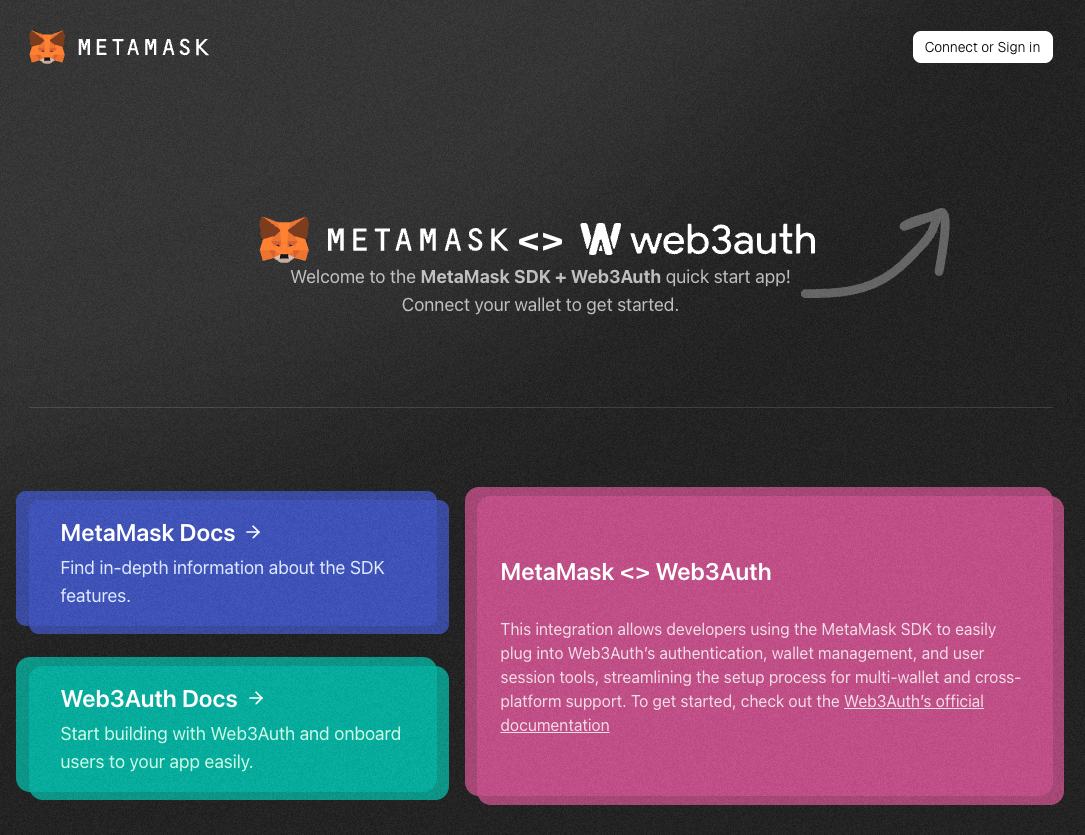 METAMASK
Connect or Sign in
METAMASK <> web3auth
Welcome to the MetaMask SDK + Web3Auth quick start app!
Connect your wallet to get started.
MetaMask Docs →
Find in-depth information about the SDK
features.
Web3Auth Docs →
Start building with Web3Auth and onboard
users to your app easily.
MetaMask <> Web3Auth
This integration allows developers using the MetaMask SDK to easily
plug into Web3Auth’s authentication, wallet management, and user
session tools, streamlining the setup process for multi-wallet and cross-
platform support. To get started, check out the Web3Auth’s official
documentation